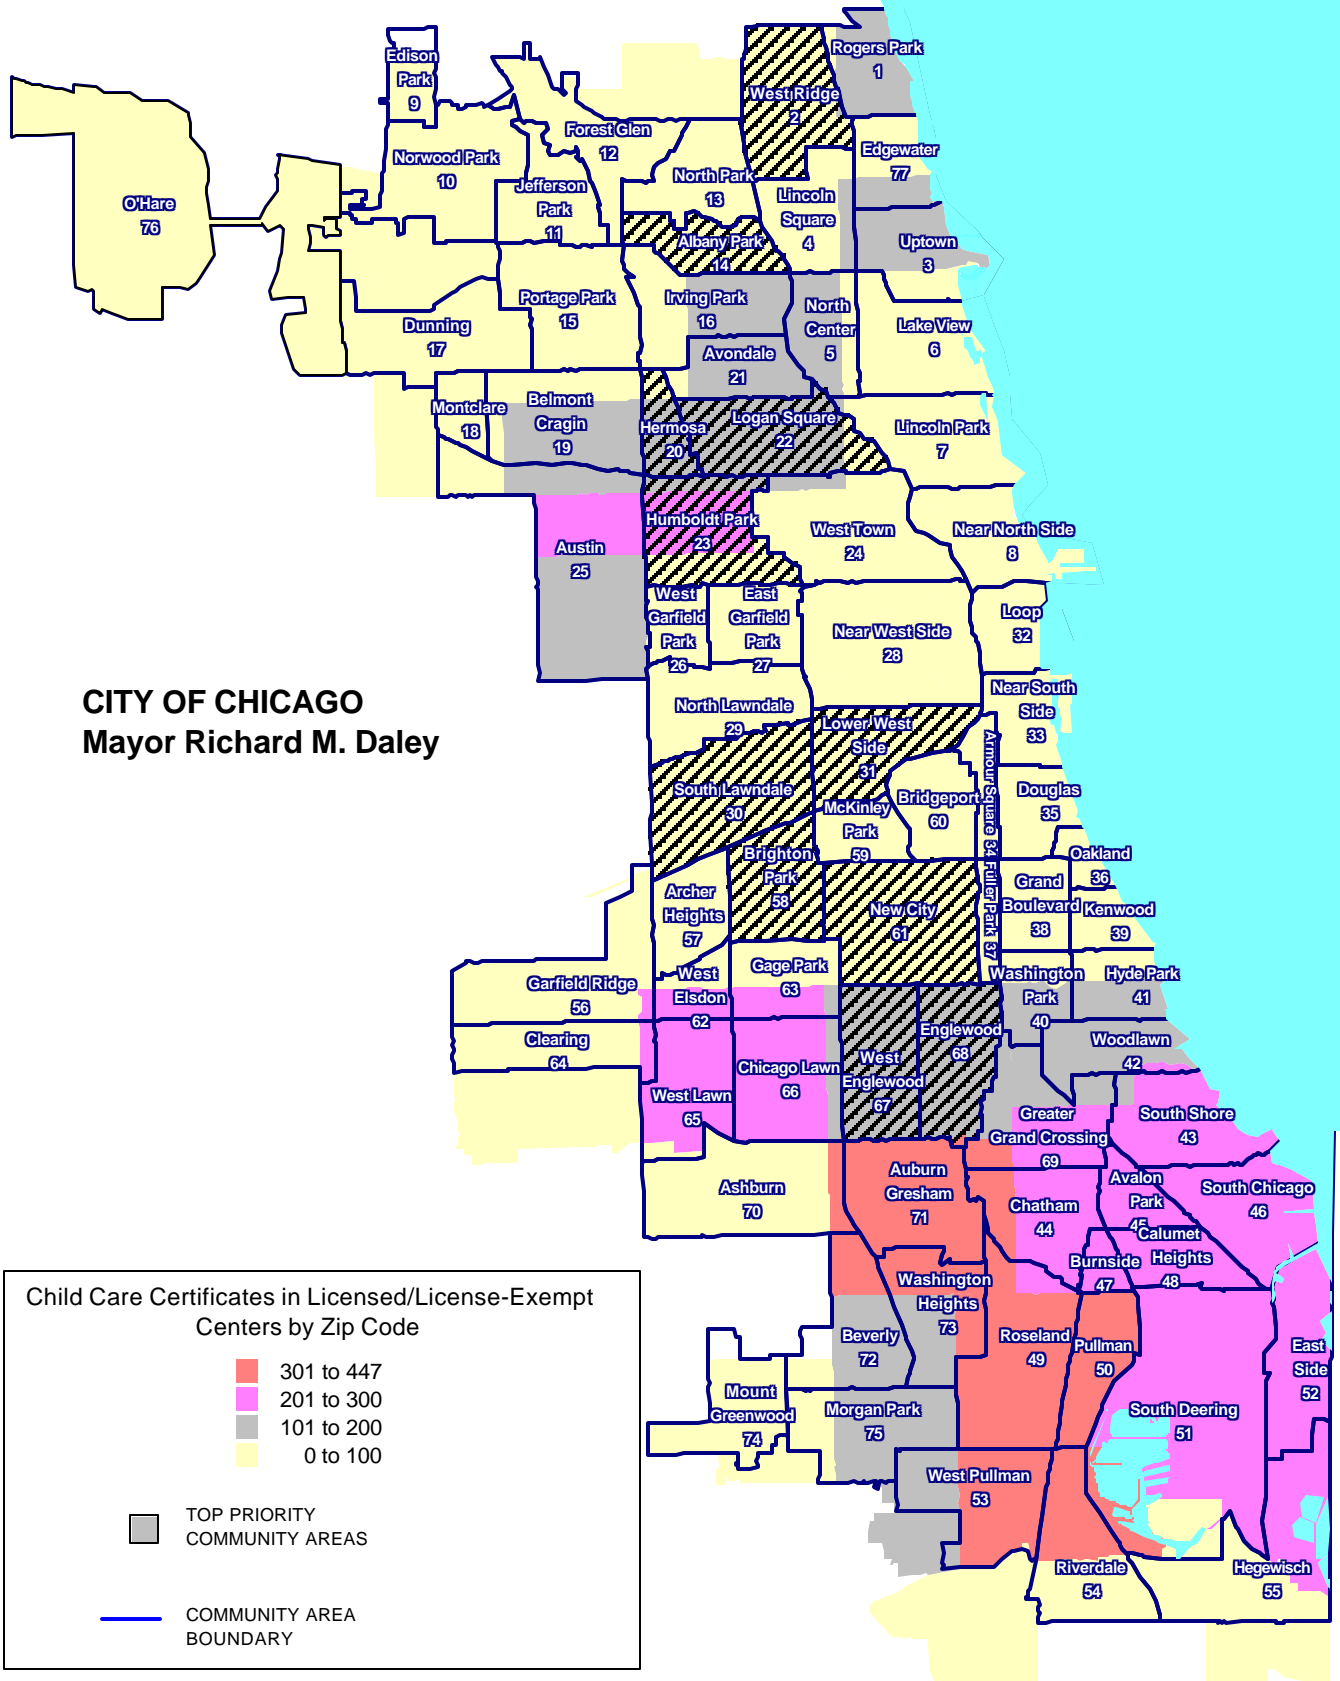 Edison
Park
9
Rogers Park
1
West Ridge
2
Forest Glen
12
Norwood Park
10
Edgewater
77
Jefferson
Park
11
North Park
13
Lincoln
Square
4
O'Hare
76
Albany Park
14
Uptown
3
Portage Park
15
Irving Park
16
North
Center
5
Dunning
17
Lake View
6
Avondale
21
Montclare
18
Belmont
Cragin
19
Hermosa
20
Logan Square
22
Lincoln Park
7
Humboldt Park
23
West Town
24
Near North Side
8
Austin
25
West
Garfield
Park
26
East
Garfield
Park
27
Near West Side
28
Loop
32
CITY OF CHICAGO
Mayor Richard M. Daley
North Lawndale
29
Lower West
Side
31
Near South
Side
33
South Lawndale
30
McKinley
Park
59
Bridgeport
60
Armour Square 34
Douglas
35
Oakland
36
Brighton
Park
58
Archer
Heights
57
New City
61
Fuller Park 37
Grand
Boulevard
38
Kenwood
39
Garfield Ridge
56
West
Elsdon
62
Gage Park
63
Washington
Park
40
Hyde Park
41
Clearing
64
Chicago Lawn
66
West
Englewood
67
Englewood
68
Woodlawn
42
West Lawn
65
Greater
Grand Crossing
69
South Shore
43
Ashburn
70
Auburn
Gresham
71
Chatham
44
Avalon
Park
45
South Chicago
46
Burnside
47
Calumet
Heights
48
Washington
Heights
73
Beverly
72
Roseland
49
Pullman
50
East
Side
52
Mount
Greenwood
74
Morgan Park
75
South Deering
51
West Pullman
53
Riverdale
54
Hegewisch
55
Child Care Certificates in Licensed/License-Exempt
Centers by Zip Code
301 to 447
201 to 300
101 to 200
0 to 100
TOP PRIORITY
COMMUNITY AREAS
COMMUNITY AREA
BOUNDARY